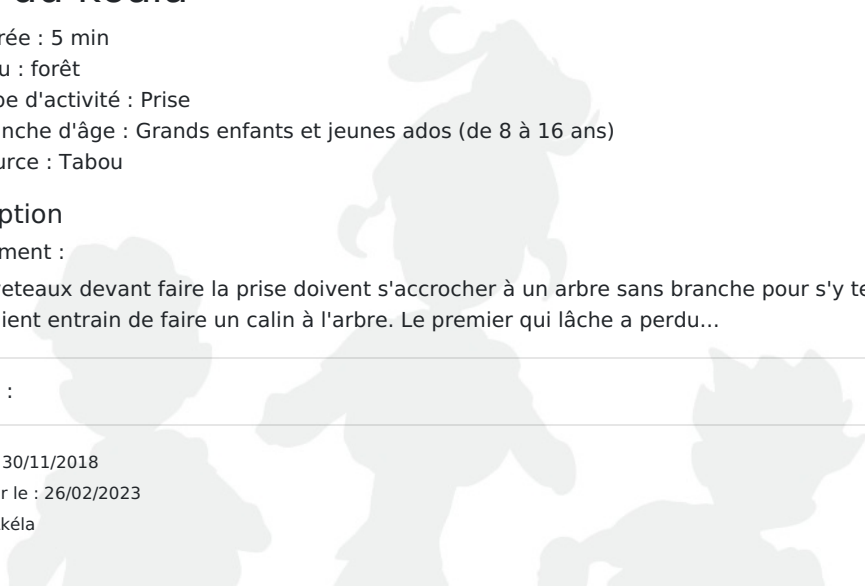 rée : 5 min
u : forêt
pe d'activité : Prise
nche d'âge : Grands enfants et jeunes ados (de 8 à 16 ans)
urce : Tabou
ption
ment :
eteaux devant faire la prise doivent s'accrocher à un arbre sans branche pour s'y te
ient entrain de faire un calin à l'arbre. Le premier qui lâche a perdu...
:
30/11/2018
r le : 26/02/2023
kéla